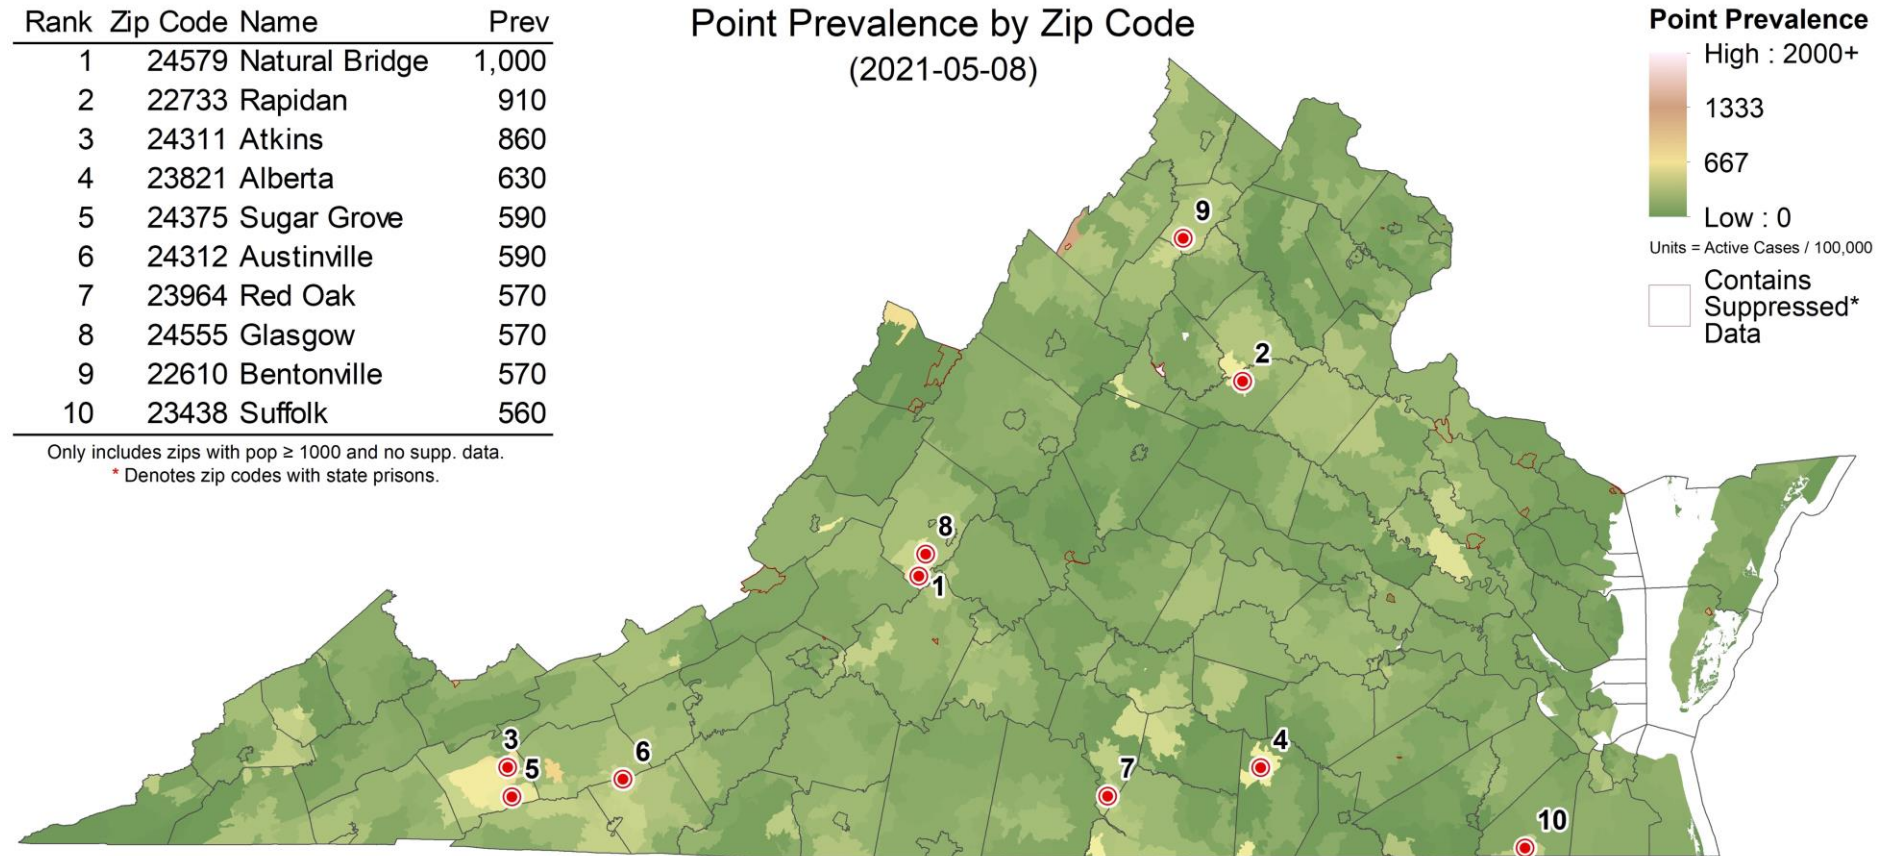 Rank Zip Code Name Prev
1 24579 Natural Bridge 1,000
2 22733 Rapidan 910
3 24311 Atkins 860
4 23821 Alberta 630
5 24375 Sugar Grove 590
6 24312 Austinville 590
7 23964 Red Oak 570
8 24555 Glasgow 570
9 22610 Bentonville 570
10 23438 Suffolk 560
Only includes zips with pop ≥ 1000 and no supp. data.
* Denotes zip codes with state prisons.
Point Prevalence by Zip Code
(2021-05-08)
Point Prevalence
High : 2000+
1333
667
Low : 0
Units = Active Cases / 100,000
Contains
Suppressed*
Data
9
2
8
1
3
5
6
7
4
10